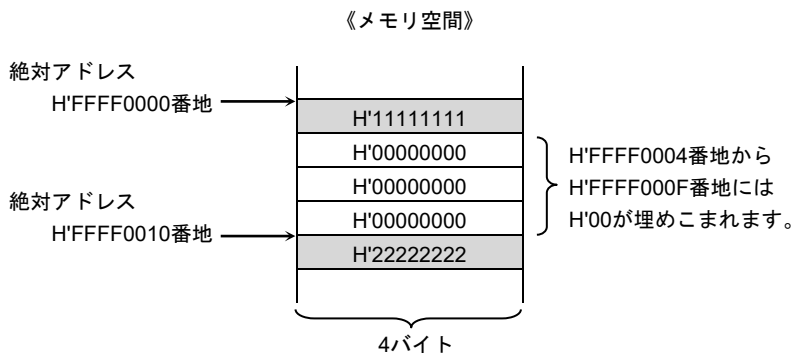 《メモリ空間》
絶対アドレス
H'FFFF0000番地
H'11111111
H'00000000
H'00000000
H'00000000
H'22222222
絶対アドレス
H'FFFF0010番地
H'FFFF0004番地から
H'FFFF000F番地には
H'00が埋めこまれます。
4バイト